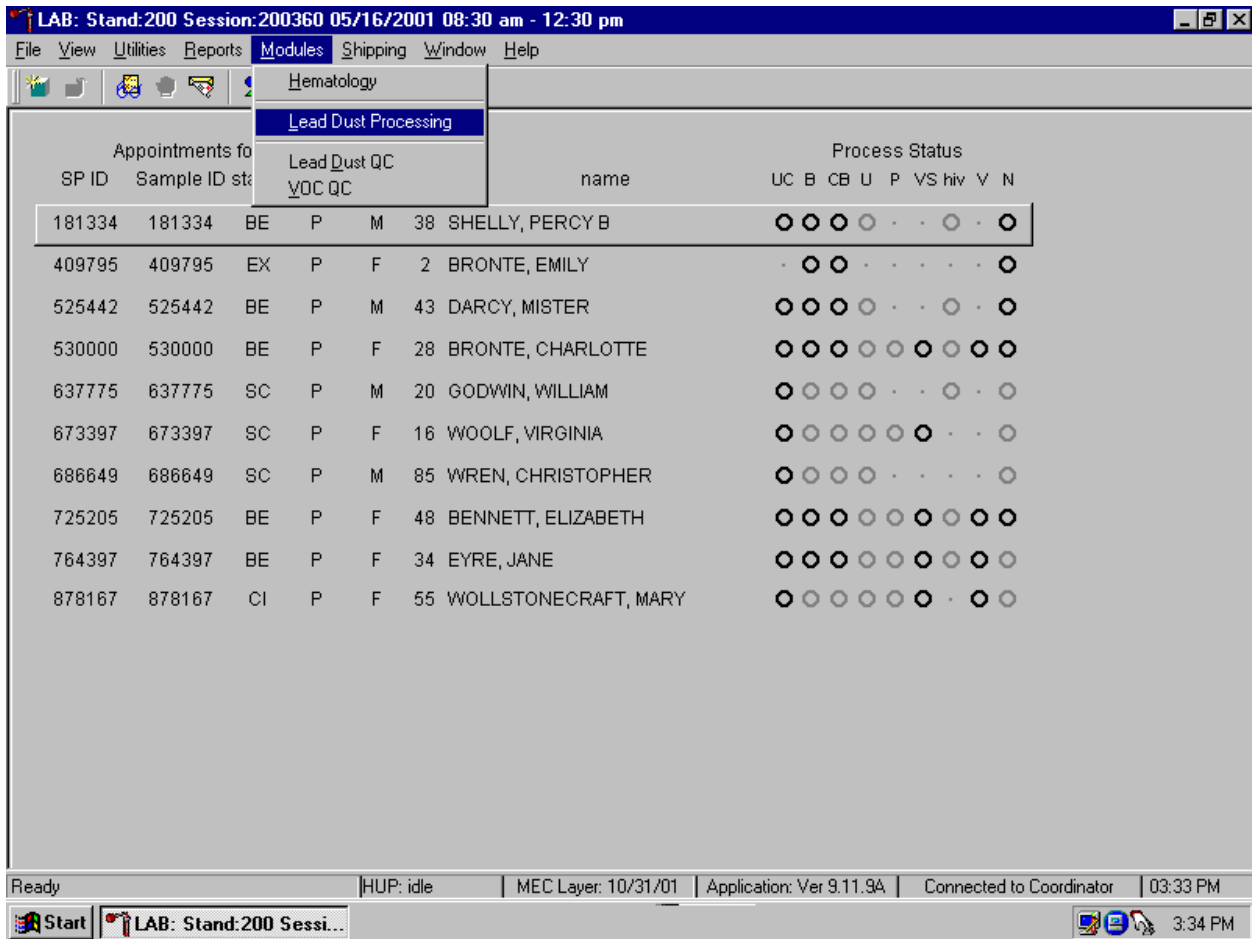 LAB: Stand:200 Session:200360 05/16/2001 08:30 am - 12:30 pm
File View Utilities Reports Modules Shipping Window Help
Hematology
Lead Dust Processing
Lead Dust QC
VOC QC
Appointments fo
Process Status
SP ID Sample ID sta name UC B CB U P VS hiv V N
181334 181334 BE P M 38 SHELLY, PERCY B
409795 409795 EX P F 2 BRONTE, EMILY
525442 525442 BE P M 43 DARCY, MISTER
530000 530000 BE P F 28 BRONTE, CHARLOTTE
637775 637775 SC P M 20 GODWIN, WILLIAM
673397 673397 SC P F 16 WOOLF, VIRGINIA
686649 686649 SC P M 85 WREN, CHRISTOPHER
725205 725205 BE P F 48 BENNETT, ELIZABETH
764397 764397 BE P F 34 EYRE, JANE
878167 878167 CI P F 55 WOLLSTONECRAFT, MARY
Ready HUP: idle MEC Layer: 10/31/01 Application: Ver 9.11.9A Connected to Coordinator 03:33 PM
Start LAB: Stand:200 Sessi... 3:34 PM